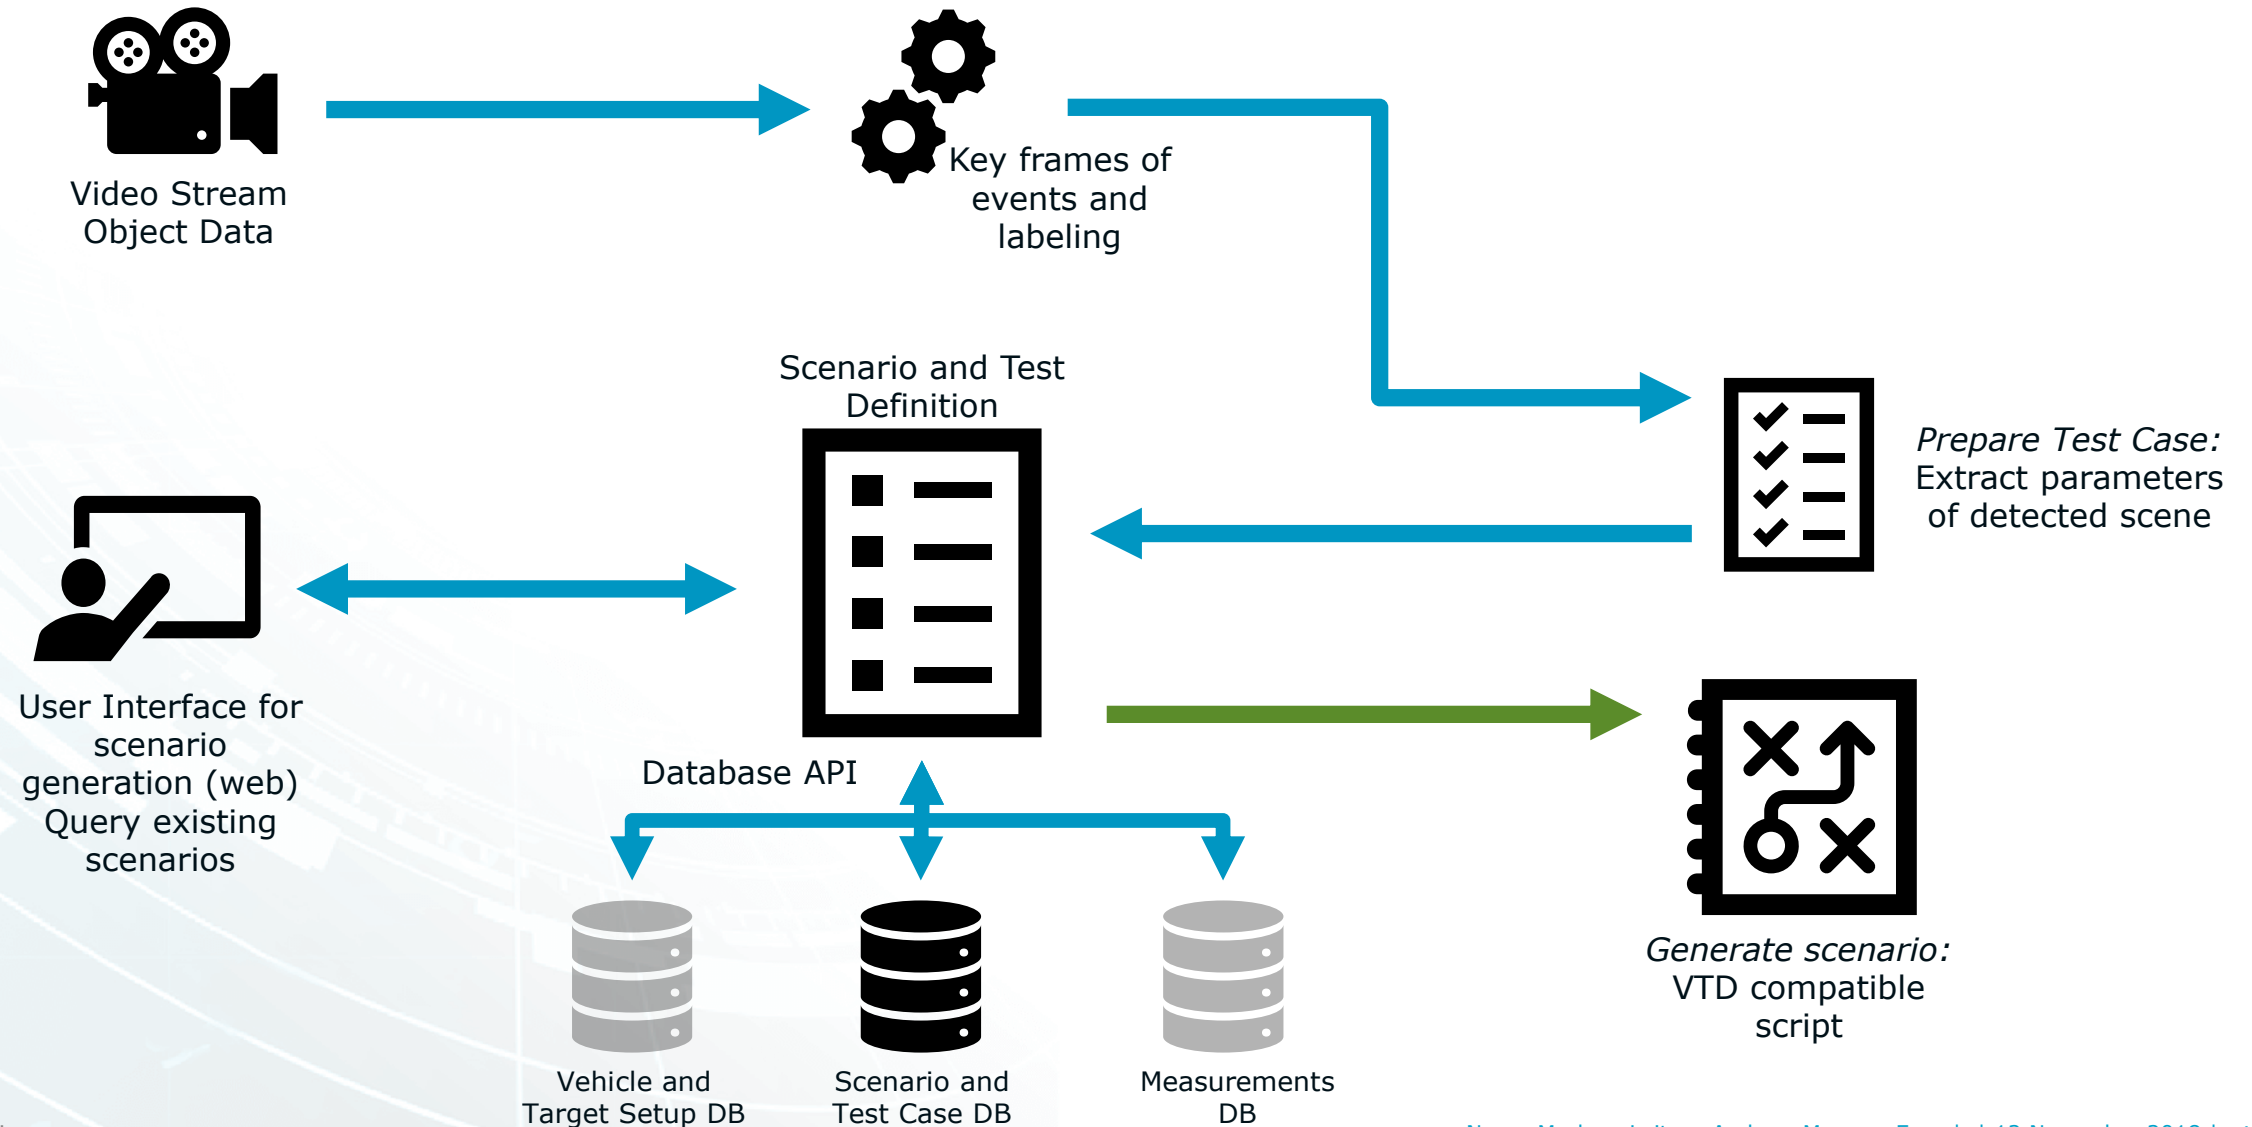 Video Stream
Object Data
Key frames of
events and
labeling
Scenario and Test
Definition
Prepare Test Case:
Extract parameters
of detected scene
User Interface for
scenario
generation (web)
Query existing
scenarios
Database API
Generate scenario:
VTD compatible
script
Vehicle and
Target Setup DB
Scenario and
Test Case DB
Measurements
DB